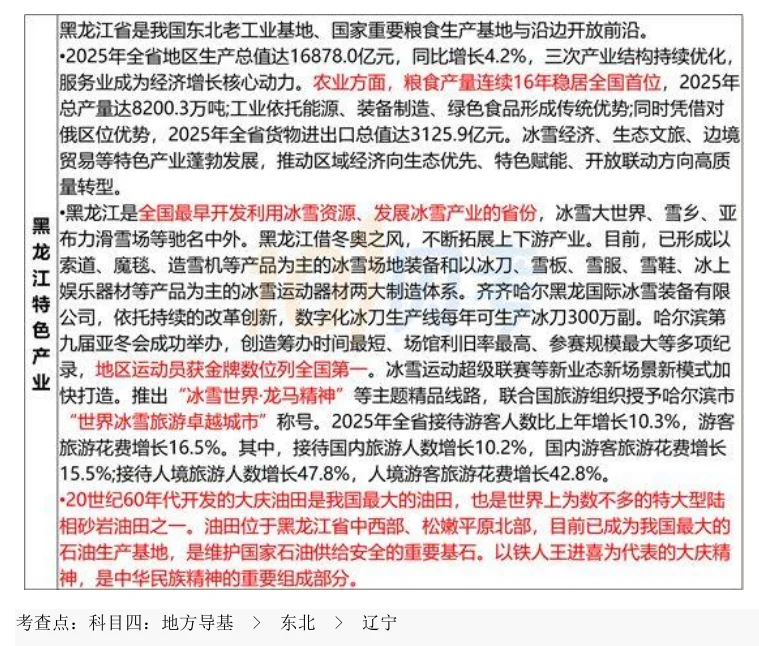 黑龙江省是我国东北老工业基地、国家重要粮食生产基地与沿边开放前沿。
•2025年全省地区生产总值达16878.0亿元，同比增长4.2%，三次产业结构持续优化，
服务业成为经济增长核心动力。农业方面，粮食产量连续16年稳居全国首位，2025年
总产量达8200.3万吨;工业依托能源、装备制造、绿色食品形成传统优势;同时凭借对
俄区位优势，2025年全省货物进出口总值达3125.9亿元。冰雪经济、生态文旅、边境
贸易等特色产业蓬勃发展，推动区域经济向生态优先、特色赋能、开放联动方向高质
量转型。
黑龙江特色产业
•黑龙江是全国最早开发利用冰雪资源、发展冰雪产业的省份，冰雪大世界、雪乡、亚
布力滑雪场等驰名中外。黑龙江借冬奥之风，不断拓展上下游产业。目前，已形成以
索道、魔毯、造雪机等产品为主的冰雪场地装备和以冰刀、雪板、雪服、雪鞋、冰上
娱乐器材等产品为主的冰雪运动器材两大制造体系。齐齐哈尔黑龙国际冰雪装备有限
公司，依托持续的改革创新，数字化冰刀生产线每年可生产冰刀300万副。哈尔滨第
九届亚冬会成功举办，创造筹办时间最短、场馆利旧率最高、参赛规模最大等多项纪
录，地区运动员获金牌数位列全国第一。冰雪运动超级联赛等新业态新场景新模式加
快打造。推出“冰雪世界·龙马精神”等主题精品线路，联合国旅游组织授予哈尔滨市
“世界冰雪旅游卓越城市”称号。2025年全省接待游客人数比上年增长10.3%，游客
旅游花费增长16.5%。其中，接待国内旅游人数增长10.2%，国内游客旅游花费增长
15.5%;接待人境旅游人数增长47.8%，人境游客旅游花费增长42.8%。
•20世纪60年代开发的大庆油田是我国最大的油田，也是世界上为数不多的特大型陆
相砂岩油田之一。油田位于黑龙江省中西部、松嫩平原北部，目前已成为我国最大的
石油生产基地，是维护国家石油供给安全的重要基石。以铁人王进喜为代表的大庆精
神，是中华民族精神的重要组成部分。
考查点：科目四：地方导基 > 东北 > 辽宁